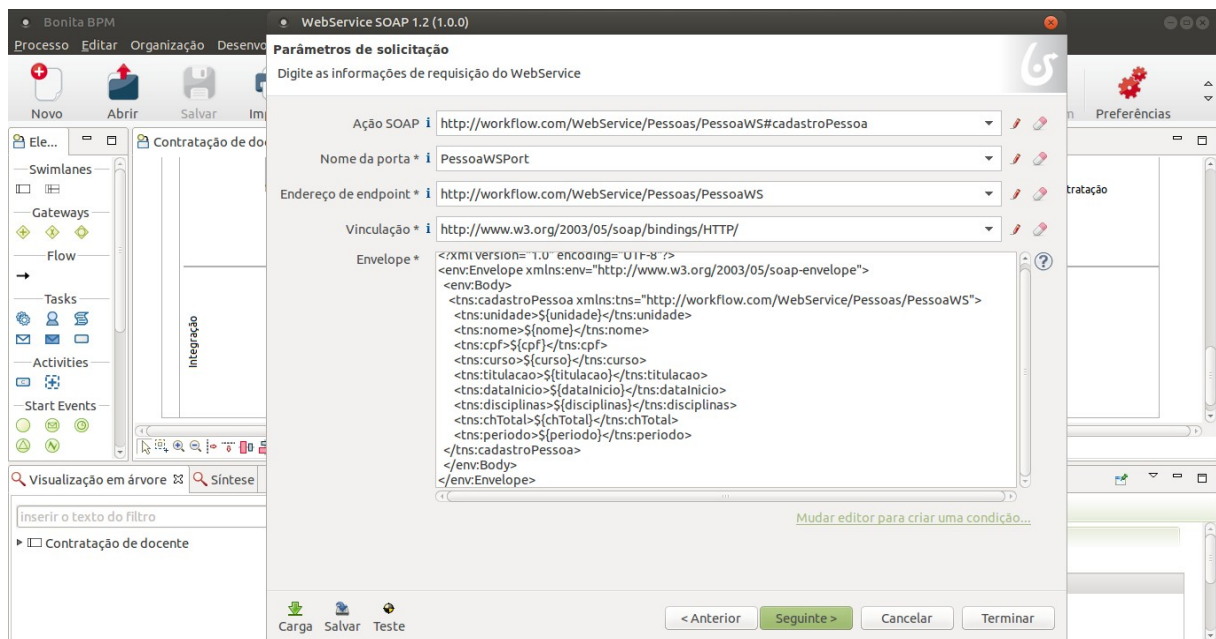 Bonita BPM
WebService SOAP 1.2 (1.0.0)
Processo Editar Organização Desenvo
Parâmetros de solicitação
Digite as informações de requisição do WebService
Novo Abrir Salvar Im
Preferências
Ele...
Contratação de do
Swimlanes
Gateways
Flow
Tasks
Activities
Start Events
Integração
tratação
Ação SOAP i http://workflow.com/WebService/Pessoas/PessoaWS#cadastroPessoa
Nome da porta * i PessoaWSPort
Endereço de endpoint * i http://workflow.com/WebService/Pessoas/PessoaWS
Vinculação * i http://www.w3.org/2003/05/soap/bindings/HTTP/
Envelope * <?xml version="1.0" encoding="UTF-8"?>
<env:Envelope xmlns:env="http://www.w3.org/2003/05/soap-envelope">
<env:Body>
<tns:cadastroPessoa xmlns:tns="http://workflow.com/WebService/Pessoas/PessoaWS">
<tns:unidade>${unidade}</tns:unidade>
<tns:nome>${nome}</tns:nome>
<tns:cpf>${cpf}</tns:cpf>
<tns:curso>${curso}</tns:curso>
<tns:titulacao>${titulacao}</tns:titulacao>
<tns:dataInicio>${dataInicio}</tns:dataInicio>
<tns:disciplinas>${disciplinas}</tns:disciplinas>
<tns:chTotal>${chTotal}</tns:chTotal>
<tns:periodo>${periodo}</tns:periodo>
</tns:cadastroPessoa>
</env:Body>
</env:Envelope>
Mudar editor para criar uma condição...
Visualização em árvore
Síntese
inserir o texto do filtro
Contratação de docente
Carga Salvar Teste
< Anterior Seguinte > Cancelar Terminar